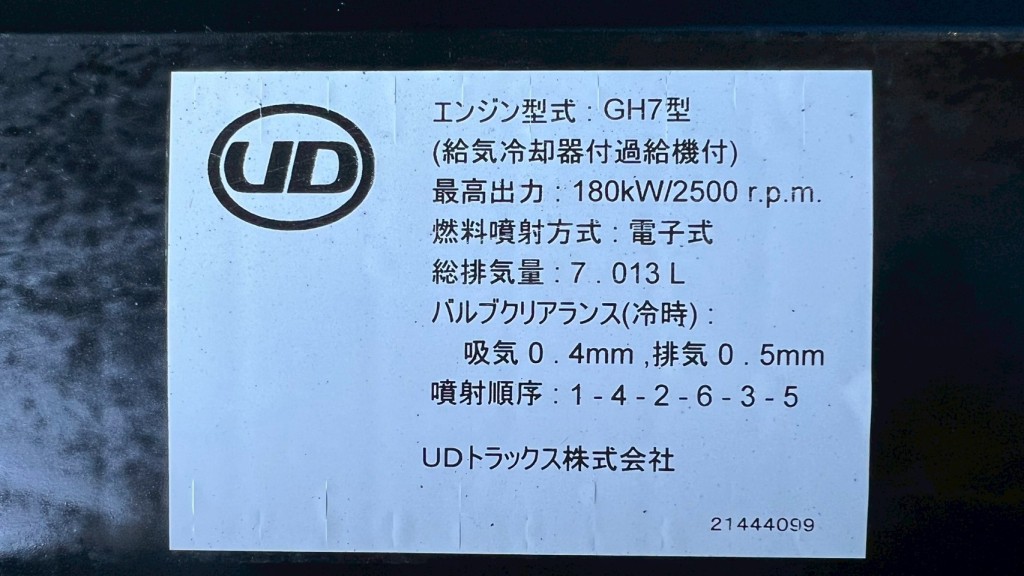 UD
エンジン型式 : GH7型
(給気冷却器付過給機付)
最高出力 : 180kW/2500 r.p.m.
燃料噴射方式 : 電子式
総排気量 : 7 . 013 L
バルブクリアランス(冷時) :
吸気 0 . 4mm ,排気 0 . 5mm
噴射順序 : 1 - 4 - 2 - 6 - 3 - 5
UDトラックス株式会社
21444099